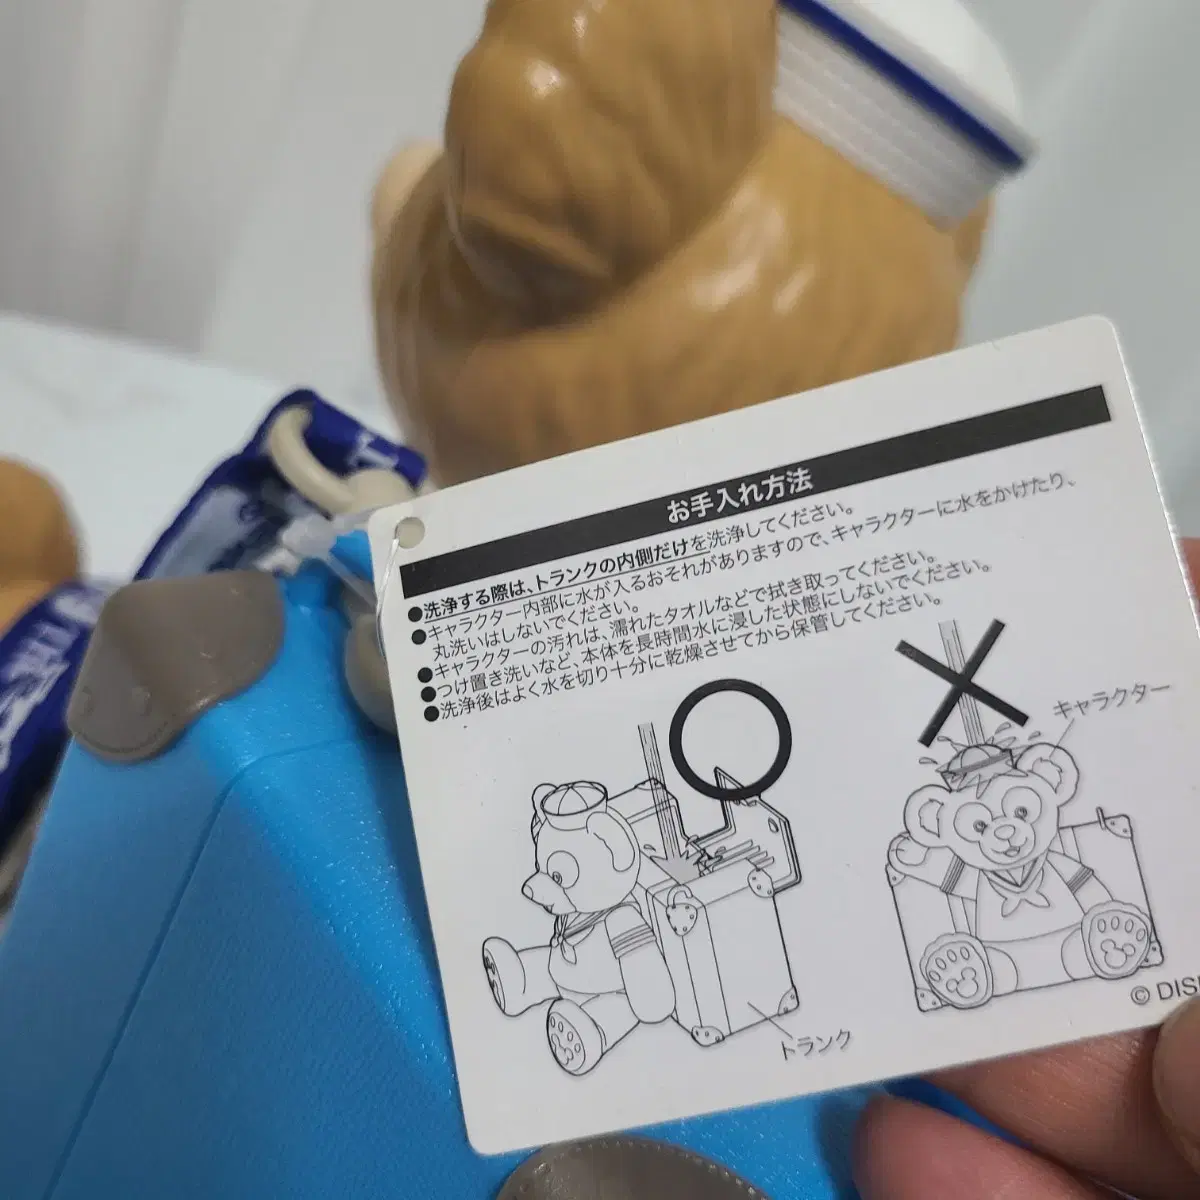 お手入れ方法
●洗浄する際は、トランクの内側だけを洗浄してください。
●キャラクター内部に水が入るおそれがありますので、キャラクターに水をかけたり、
丸洗いはしないでください。
●キャラクターの汚れは、濡れたタオルなどで拭き取ってください。
●つけ置き洗いなど、本体を長時間水に浸した状態にしないでください。
●洗浄後はよく水を切り十分に乾燥させてから保管してください。
キャラクター
トランク
© DIS